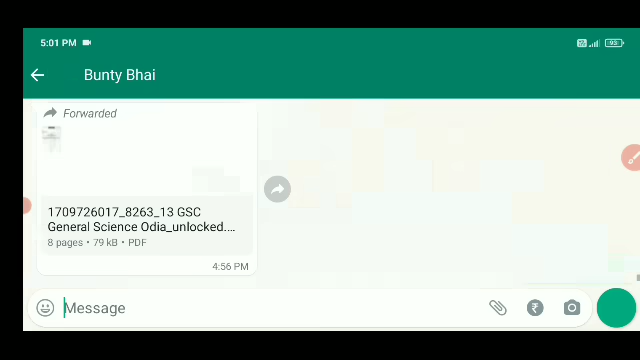 5:01 PM
93
Bunty Bhai
Forwarded
1709726017_8263_13 GSC
General Science Odia_unlocked....
8 pages • 79 kB • PDF
4:56 PM
Message